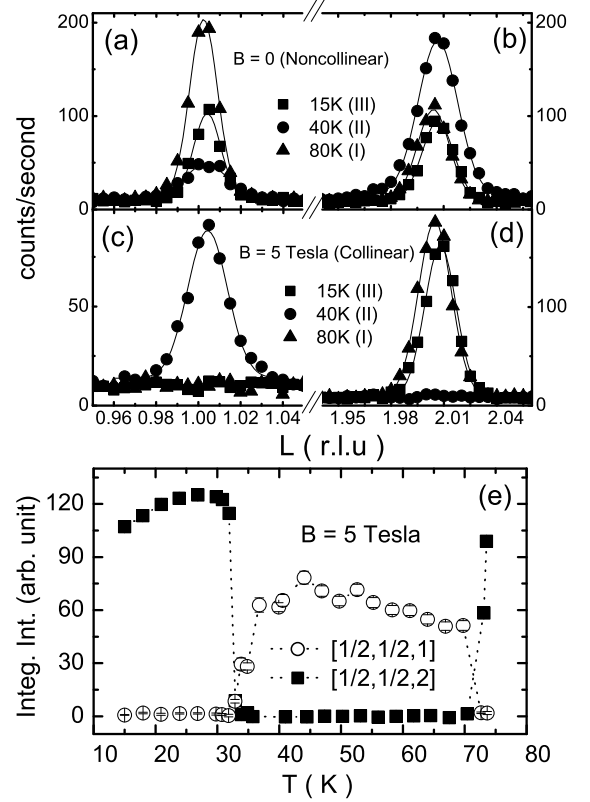 200
(a)
(b)
200
B = 0 (Noncollinear)
15K (III)
100
100
40K (II)
80K (I)
0
0
counts/second
(c)
(d)
B = 5 Tesla (Collinear)
15K (III)
50
100
40K (II)
80K (I)
0
0
0.96 0.98 1.00 1.02 1.04 1.95 1.98 2.01 2.04
L ( r.l.u )
(e)
120
B = 5 Tesla
90
60
[1/2,1/2,1]
30
[1/2,1/2,2]
0
Integ. Int. (arb. unit)
10 20 30 40 50 60 70 80
T ( K )